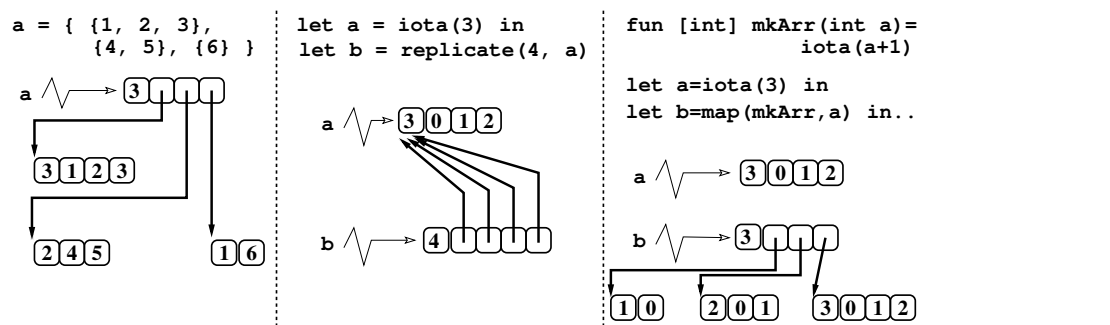 a = { {1, 2, 3},
{4, 5}, {6} }
a 3
3 1 2 3
2 4 5
1 6
let a = iota(3) in
let b = replicate(4, a)
a 3 0 1 2
b 4
fun [int] mkArr(int a)=
iota(a+1)
let a=iota(3) in
let b=map(mkArr,a) in..
a 3 0 1 2
b 3
1 0
2 0 1
3 0 1 2